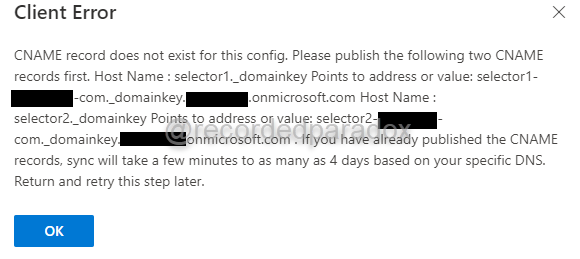 Client Error
CNAME record does not exist for this config. Please publish the following two CNAME
records first. Host Name : selector1._domainkey Points to address or value: selector1-
-com._domainkey. .onmicrosoft.com Host Name :
selector2._domainkey Points to address or value: selector2- -
com._domainkey. onmicrosoft.com . If you have already published the CNAME
records, sync will take a few minutes to as many as 4 days based on your specific DNS.
Return and retry this step later.
@recordedparadox
OK